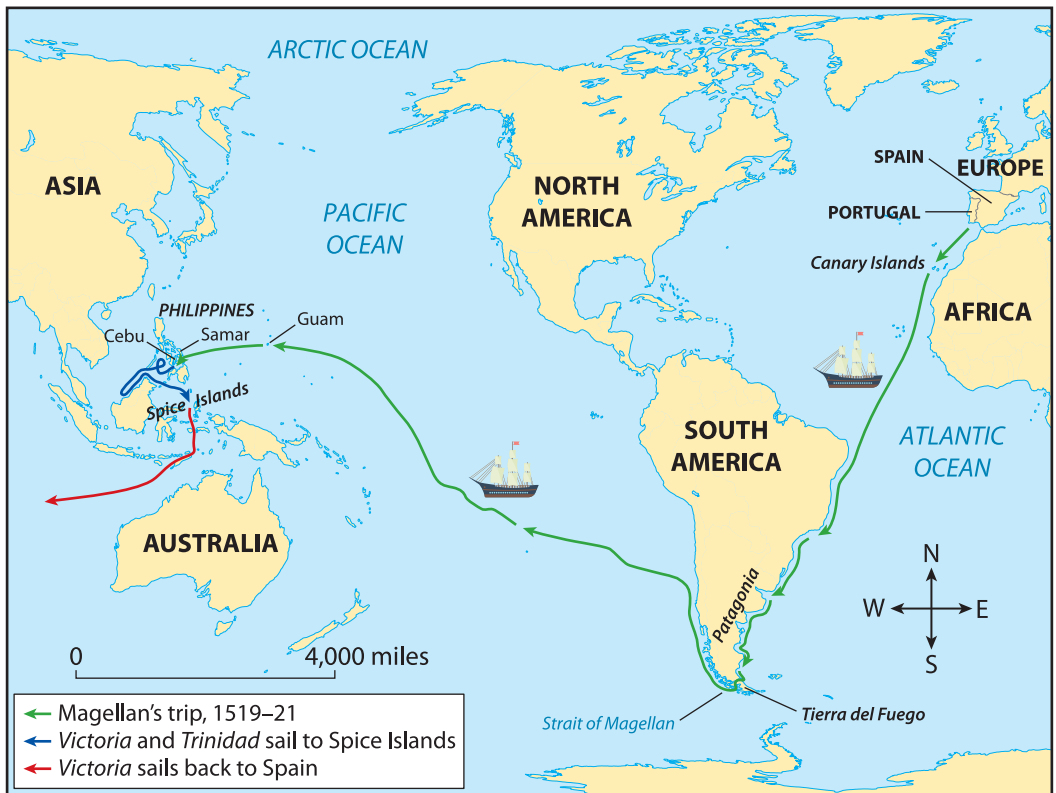 ARCTIC OCEAN
ASIA
PACIFIC
OCEAN
NORTH
AMERICA
SPAIN
EUROPE
PORTUGAL
Canary Islands
AFRICA
PHILIPPINES
Cebu
Samar
Guam
Spice Islands
SOUTH
AMERICA
ATLANTIC
OCEAN
AUSTRALIA
Patagonia
N
W
E
S
0
4,000 miles
Strait of Magellan
Tierra del Fuego
Magellan’s trip, 1519–21
Victoria and Trinidad sail to Spice Islands
Victoria sails back to Spain